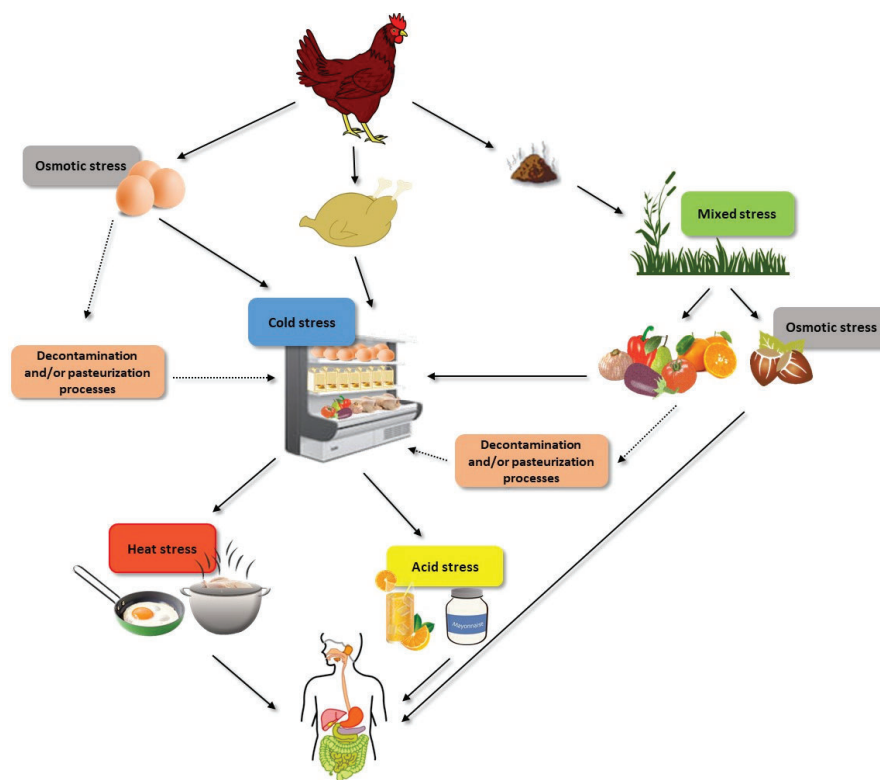 Osmotic stress
Mixed stress
Cold stress
Osmotic stress
Decontamination
and/or pasteurization
processes
Decontamination
and/or pasteurization
processes
Heat stress
Acid stress
Mayonnaise